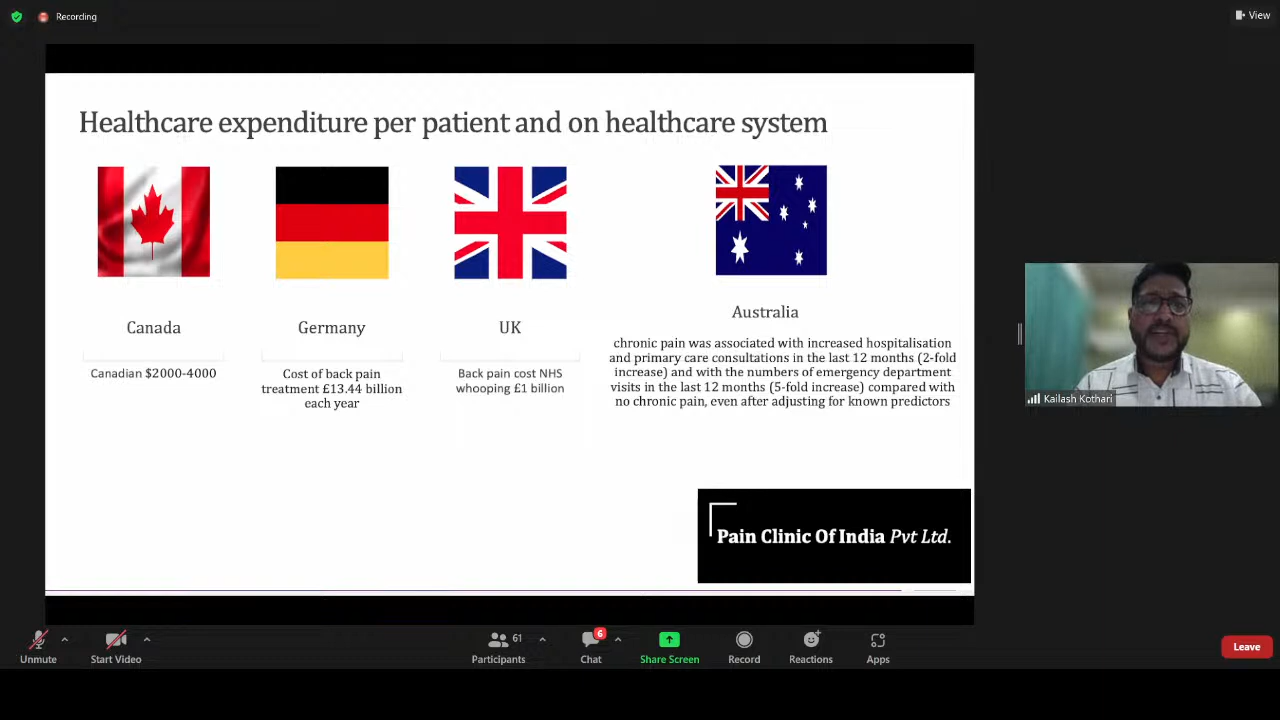 Recording
View
Healthcare expenditure per patient and on healthcare system
Canada
Canadian $2000-4000
Germany
Cost of back pain
treatment £13.44 billion
each year
UK
Back pain cost NHS
whooping £1 billion
Australia
chronic pain was associated with increased hospitalisation
and primary care consultations in the last 12 months (2-fold
increase) and with the numbers of emergency department
visits in the last 12 months (5-fold increase) compared with
no chronic pain, even after adjusting for known predictors
Pain Clinic Of India Pvt Ltd.
Kailash Kothari
Unmute
Start Video
61
Participants
6
Chat
Share Screen
Record
Reactions
Apps
Leave